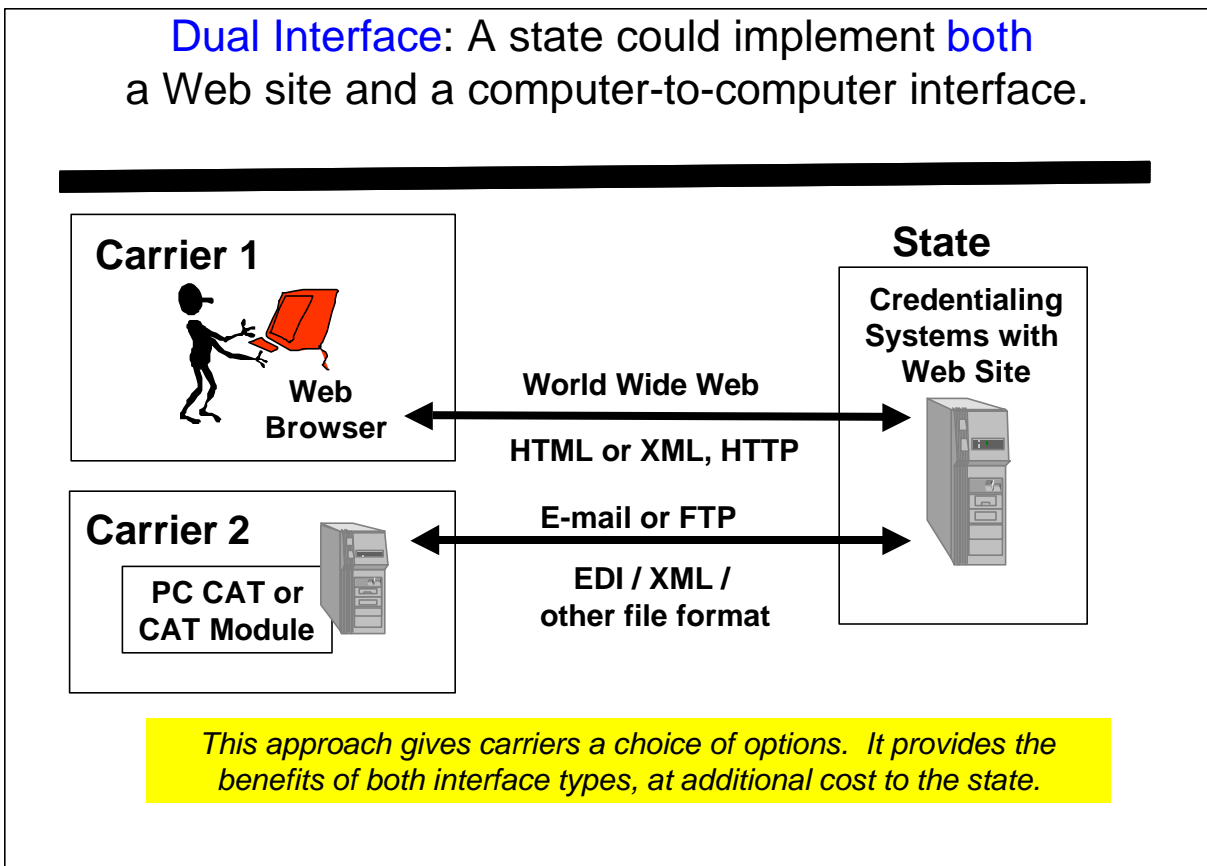 Dual Interface: A state could implement both
a Web site and a computer-to-computer interface.
Carrier 1
Web
Browser
World Wide Web
HTML or XML, HTTP
State
Credentialing
Systems with
Web Site
Carrier 2
PC CAT or
CAT Module
E-mail or FTP
EDI / XML /
other file format
This approach gives carriers a choice of options.  It provides the
benefits of both interface types, at additional cost to the state.